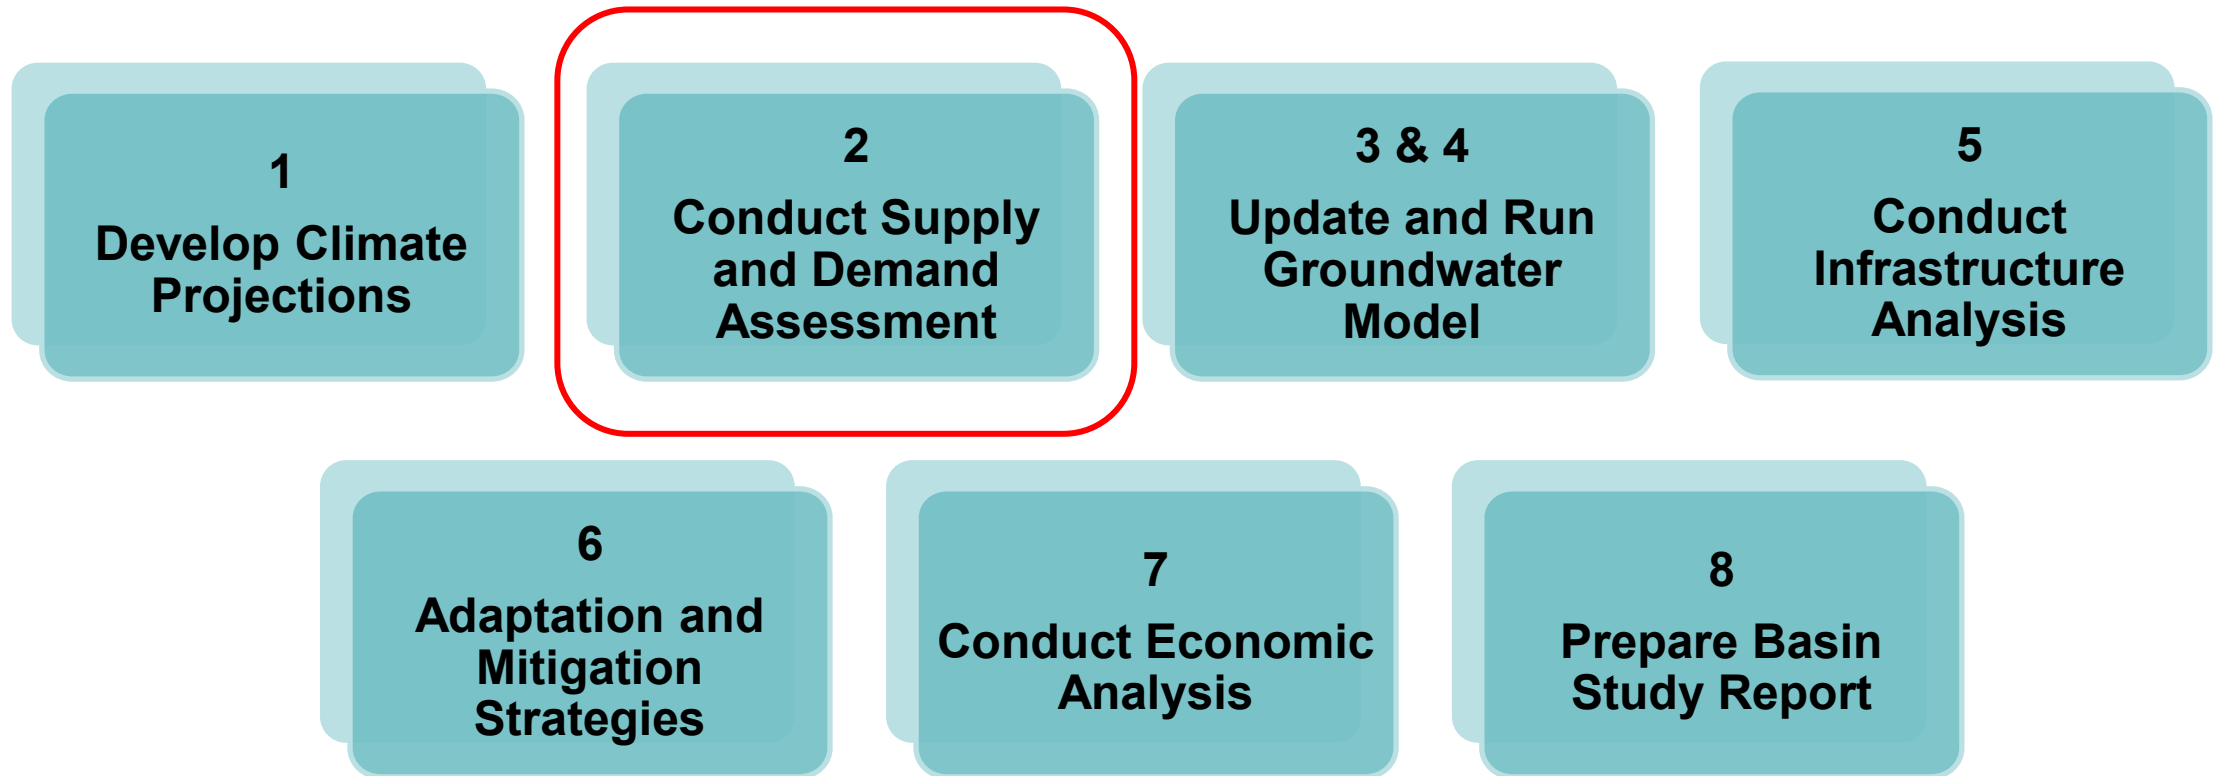 1
Develop Climate
Projections
2
Conduct Supply
and Demand
Assessment
3 & 4
Update and Run
Groundwater
Model
5
Conduct
Infrastructure
Analysis
6
Adaptation and
Mitigation
Strategies
7
Conduct Economic
Analysis
8
Prepare Basin
Study Report